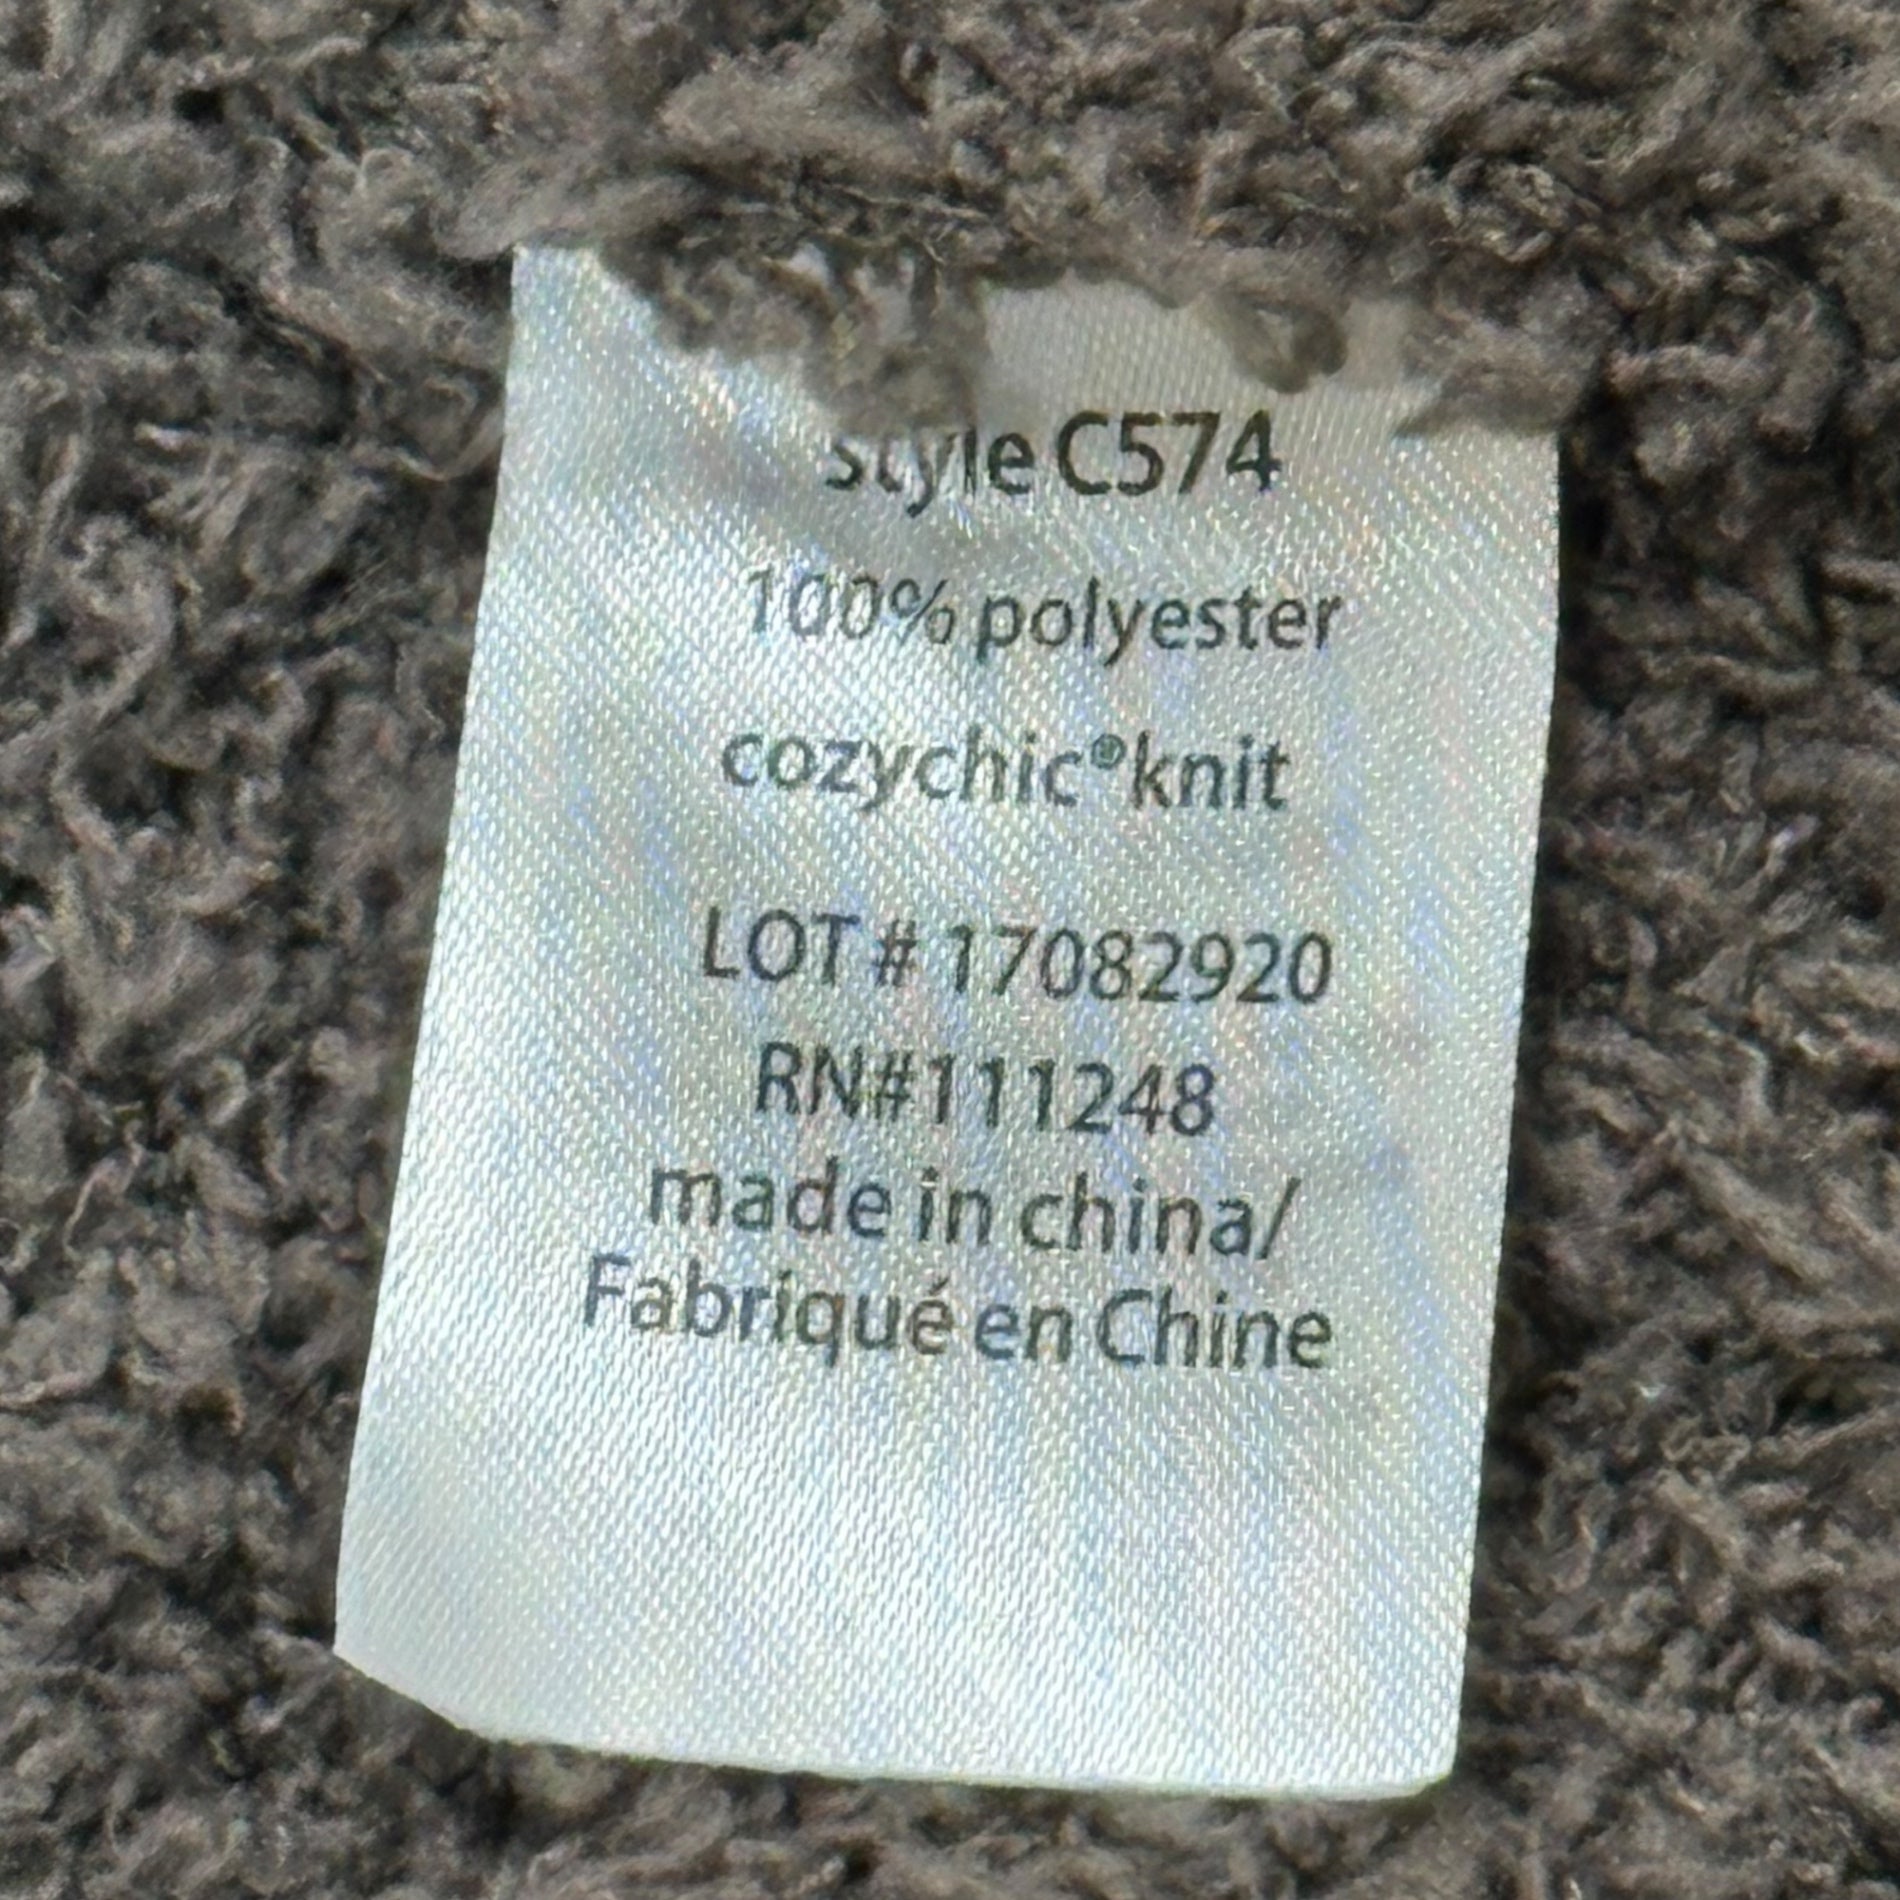 style C574
100% polyester
cozychic® knit
LOT # 17082920
RN#111248
made in china/
Fabriqué en Chine